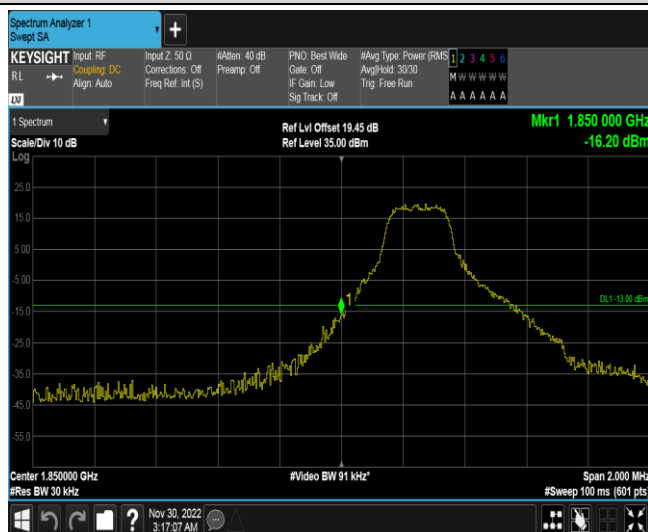 Spectrum Analyzer 1
Swept SA
+
KEYSIGHT
RL
LXI
Input: RF
Coupling: DC
Align: Auto
Input Z: 50 Ω
Corrections: Off
Freq Ref: Int (S)
#Atten: 40 dB
Preamp: Off
PNO: Best Wide
Gate: Off
IF Gain: Low
Sig Track: Off
#Avg Type: Power (RMS
Avg|Hold: 30/30
Trig: Free Run
1 2 3 4 5 6
M W W W W W
A A A A A A
1 Spectrum
Scale/Div 10 dB
Ref Lvl Offset 19.45 dB
Ref Level 35.00 dBm
Mkr1 1.850 000 GHz
-16.20 dBm
Log
25.0
15.0
5.00
-5.00
-15.0
-25.0
-35.0
-45.0
-55.0
1
DL1 -13.00 dBm
Center 1.850000 GHz
#Res BW 30 kHz
#Video BW 91 kHz*
Span 2.000 MHz
#Sweep 100 ms (601 pts)
?
Nov 30, 2022
3:17:07 AM